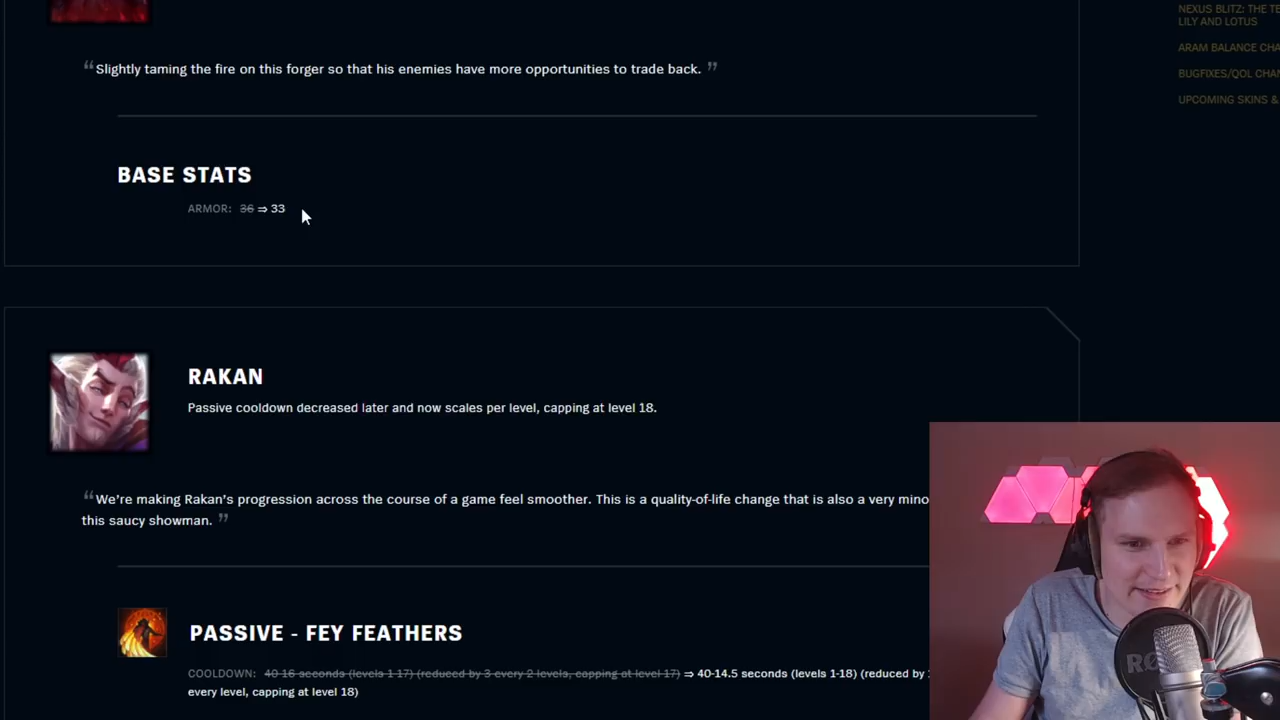 NEXUS BLITZ: THE
LILY AND LOTUS
ARAM BALANCE
BUGFIXES/QOL
UPCOMING SKINS &
“Slightly taming the fire on this forger so that his enemies have more opportunities to trade back. ”
BASE STATS
ARMOR: 36 ⇒ 33
RAKAN
Passive cooldown decreased later and now scales per level, capping at level 18.
“We're making Rakan's progression across the course of a game feel smoother. This is a quality-of-life change that is also a very
this saucy showman. ”
PASSIVE - FEY FEATHERS
COOLDOWN: 40-16 seconds (levels 1-17) (reduced by 3 every 2 levels, capping at level 17) ⇒ 40-14.5 seconds (levels 1-18) (reduced by
every level, capping at level 18)
RØ